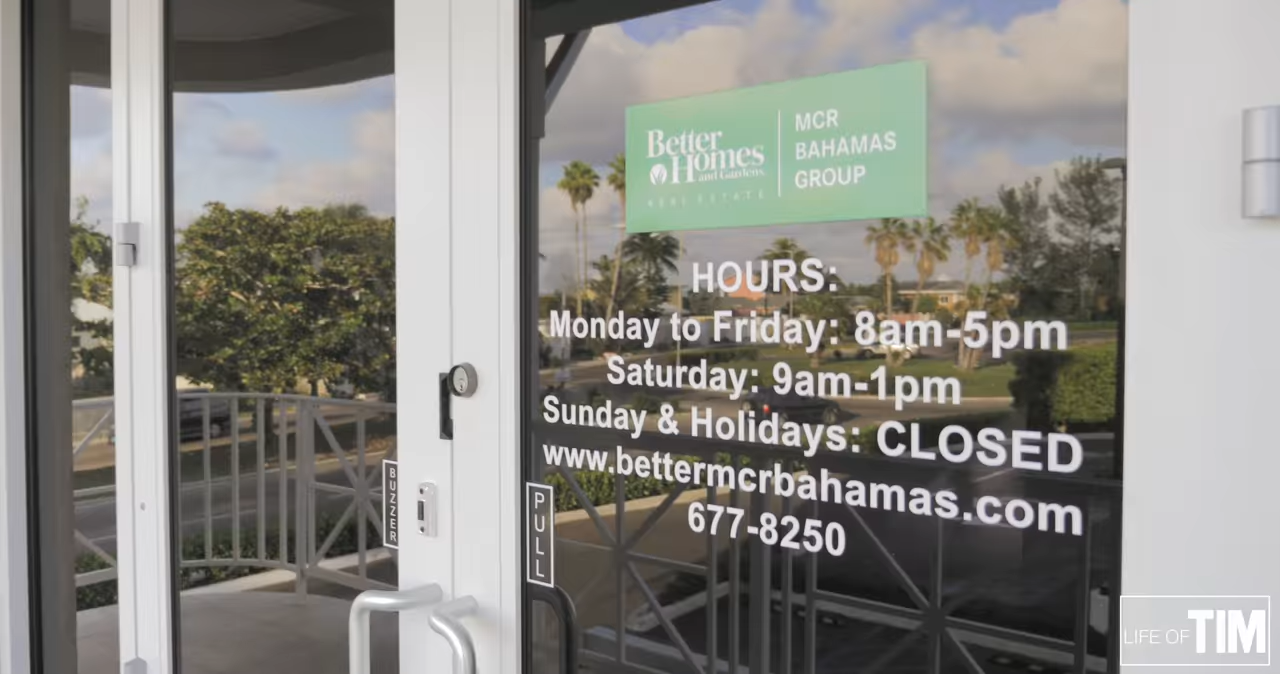 Better
Homes
and Gardens
REAL ESTATE
MCR
BAHAMAS
GROUP
HOURS:
Monday to Friday: 8am-5pm
Saturday: 9am-1pm
Sunday & Holidays: CLOSED
www.bettermcrbahamas.com
677-8250
BUZZER
PULL
LIFE OF TIM